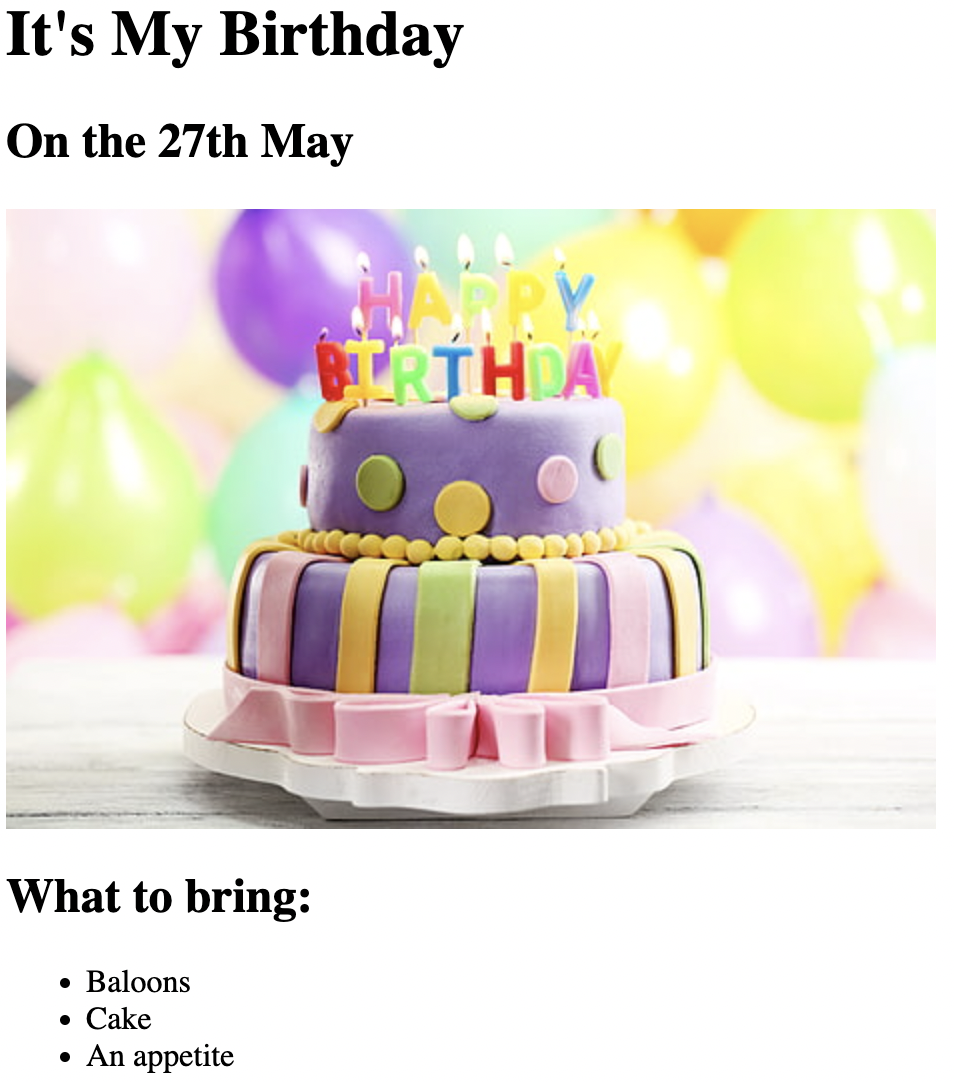 It's My Birthday
On the 27th May
HAPPY
BIRTHDAY
What to bring:
Baloons
Cake
An appetite